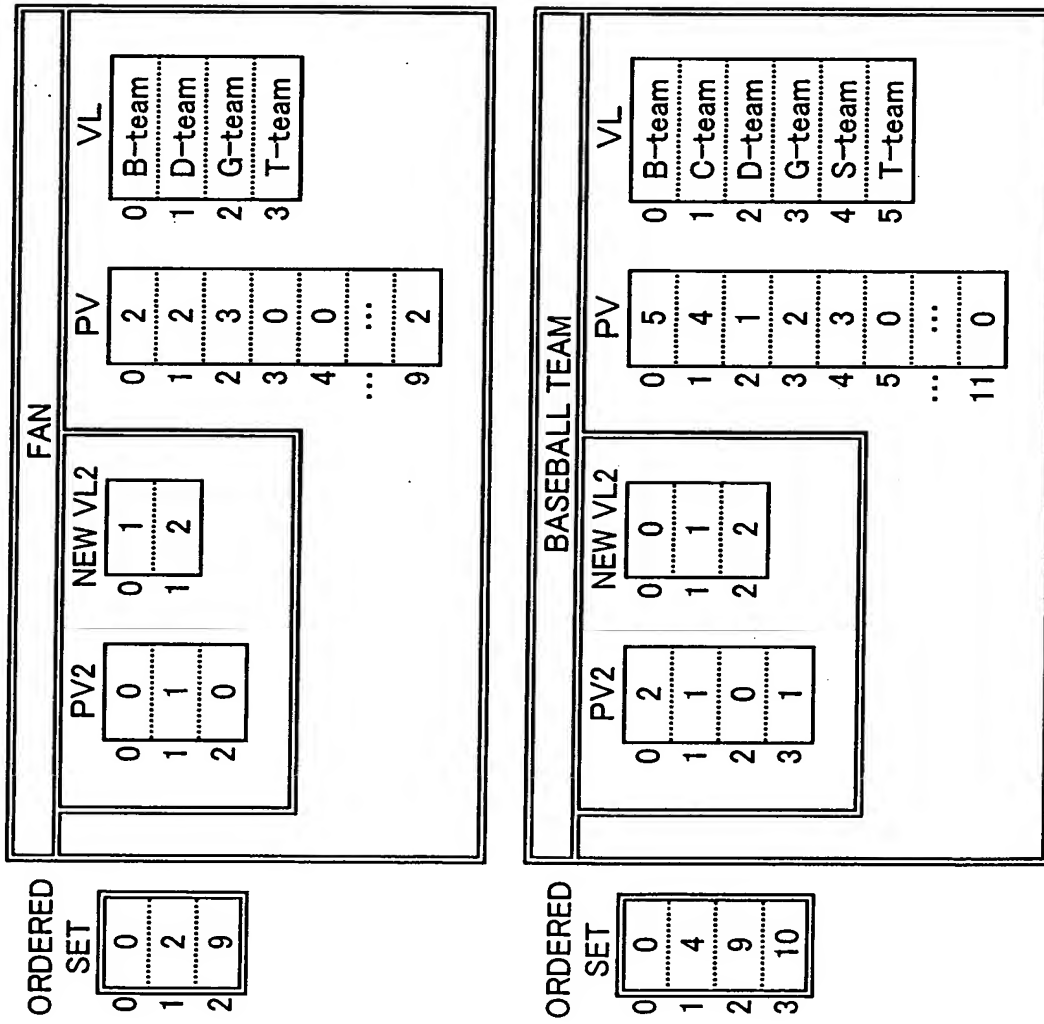 FAN
ORDERED
SET PV2 NEW VL2 PV VL
0 0 0 0 0 1 0 2 0 B-team
1 2 1 1 1 2 1 2 1 D-team
2 9 2 0 2 3 2 G-team
3 0 3 T-team
4 0
... ...
9 2
BASEBALL TEAM
ORDERED
SET PV2 NEW VL2 PV VL
0 0 0 2 0 0 0 5 0 B-team
1 4 1 1 1 1 1 4 1 C-team
2 9 2 0 2 2 2 1 2 D-team
3 10 3 1 3 2 3 G-team
4 3 4 S-team
5 0 5 T-team
... ...
11 0